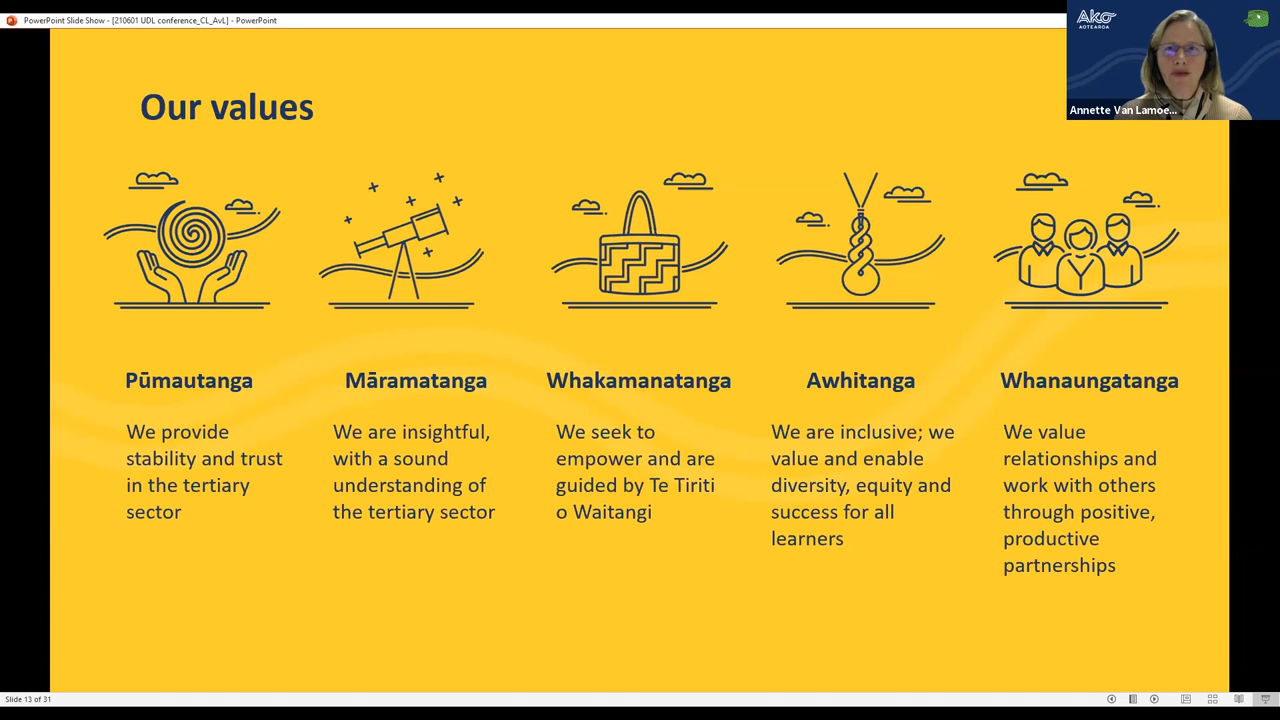 PowerPoint Slide Show - [210601 UDL conference_CL_AvL] - PowerPoint
Ako
AOTEAROA
Annette Van Lamoe...
Our values
Pūmautanga
We provide
stability and trust
in the tertiary
sector
Māramatanga
We are insightful,
with a sound
understanding of
the tertiary sector
Whakamanatanga
We seek to
empower and are
guided by Te Tiriti
o Waitangi
Awhitanga
We are inclusive; we
value and enable
diversity, equity and
success for all
learners
Whanaungatanga
We value
relationships and
work with others
through positive,
productive
partnerships
Slide 13 of 31